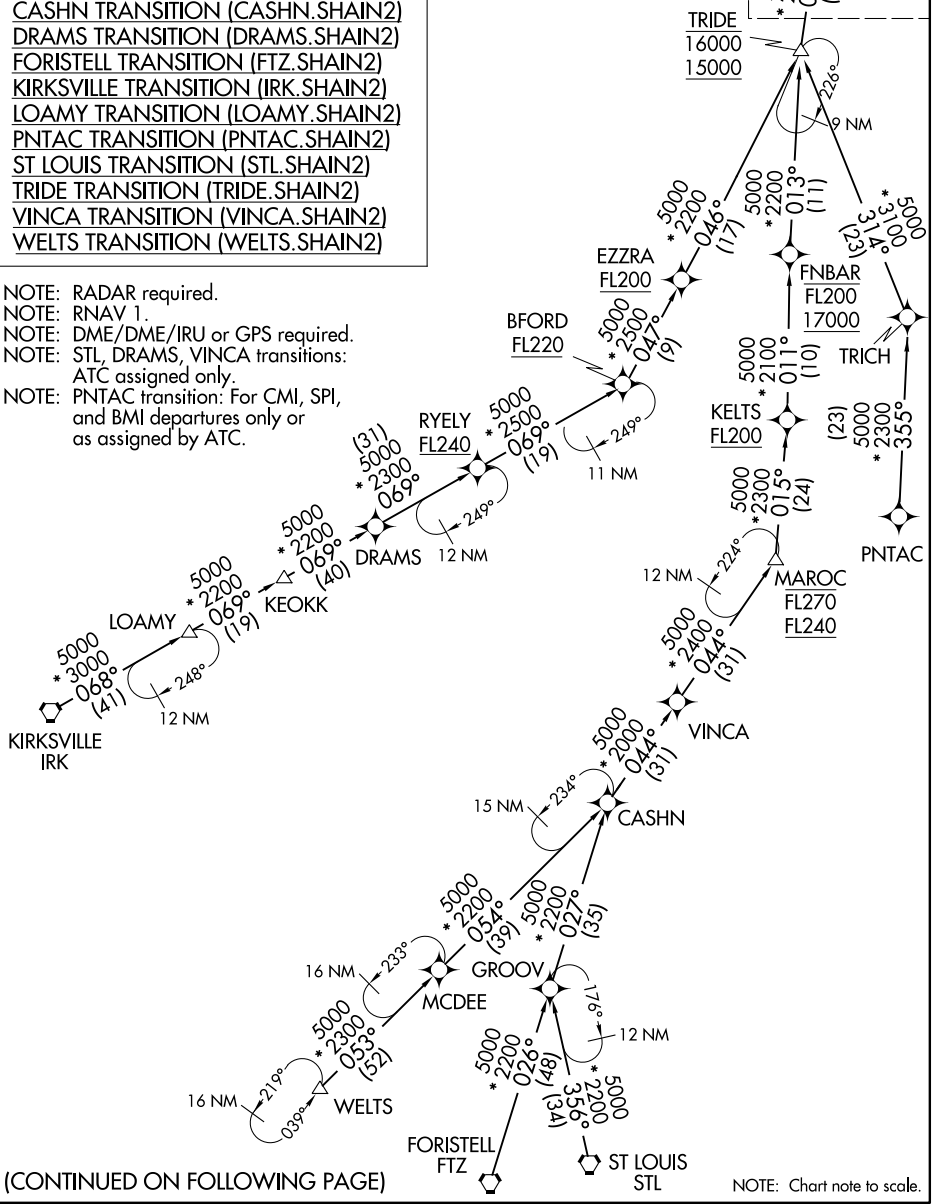 CASHN TRANSITION (CASHN.SHAIN2)
DRAMS TRANSITION (DRAMS.SHAIN2)
FORISTELL TRANSITION (FTZ.SHAIN2)
KIRKSVILLE TRANSITION (IRK.SHAIN2)
LOAMY TRANSITION (LOAMY.SHAIN2)
PNTAC TRANSITION (PNTAC.SHAIN2)
ST LOUIS TRANSITION (STL.SHAIN2)
TRIDE TRANSITION (TRIDE.SHAIN2)
VINCA TRANSITION (VINCA.SHAIN2)
WELTS TRANSITION (WELTS.SHAIN2)
NOTE: RADAR required.
NOTE: RNAV 1.
NOTE: DME/DME/IRU or GPS required.
NOTE: STL, DRAMS, VINCA transitions:
ATC assigned only.
NOTE: PNTAC transition: For CMI, SPI,
and BMI departures only or
as assigned by ATC.
TRIDE
16000
15000
226°
9 NM
5000
* 2200
046°
(17)
5000
* 2200
013°
(11)
5000
* 3100
314°
(23)
EZZRA
FL200
FNBAR
FL200
17000
TRICH
BFORD
FL220
5000
* 2500
047°
(9)
5000
* 2100
011°
(10)
KELTS
FL200
(23)
5000
* 2300
355°
PNTAC
RYELY
FL240
5000
* 2500
069°
(19)
249°
11 NM
(31)
5000
* 2300
069°
249°
12 NM
DRAMS
5000
* 2200
069°
(40)
KEOKK
5000
* 2200
069°
(19)
LOAMY
248°
12 NM
5000
* 3000
068°
(41)
KIRKSVILLE
IRK
5000
* 2300
015°
(24)
224°
12 NM
MAROC
FL270
FL240
5000
* 2400
044°
(31)
VINCA
5000
* 2000
044°
(31)
234°
15 NM
CASHN
5000
* 2200
054°
(39)
5000
* 2200
027°
(35)
233°
16 NM
MCDEE
GROOV
176°
12 NM
5000
* 2300
053°
(52)
219°
039°
16 NM
WELTS
5000
* 2200
026°
(48)
5000
* 2200
356°
(34)
FORISTELL
FTZ
ST LOUIS
STL
(CONTINUED ON FOLLOWING PAGE)
NOTE: Chart note to scale.